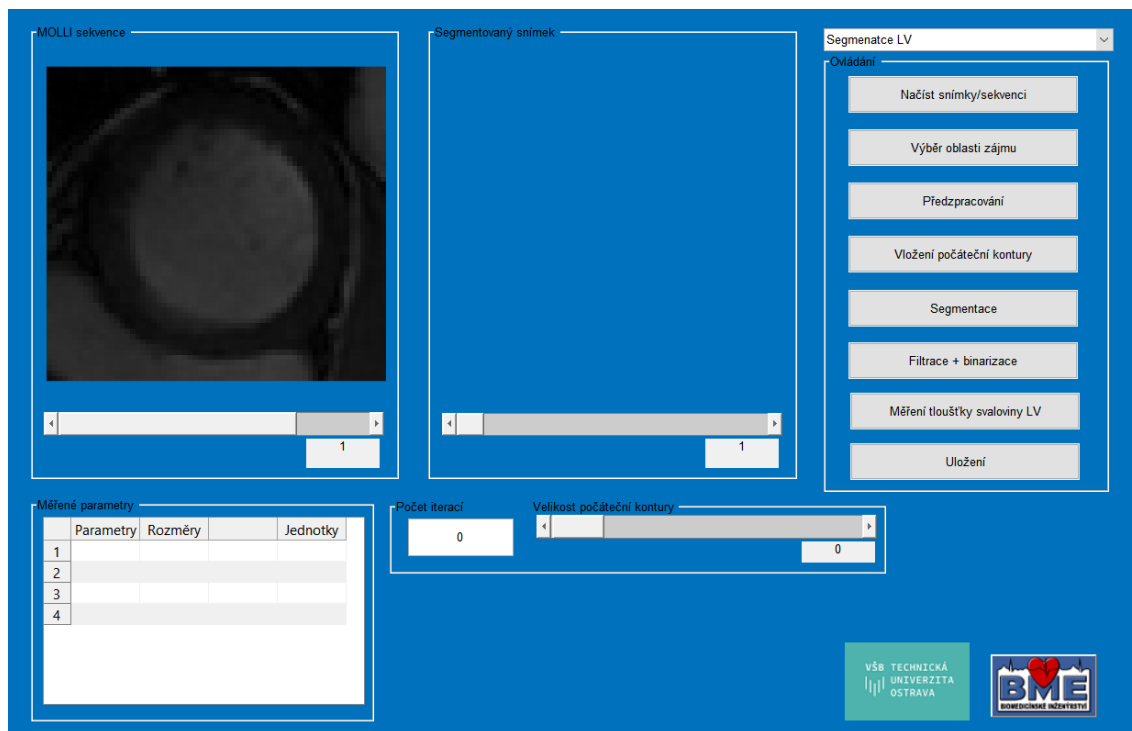 MOLLI sekvence
Segmentovaný snímek
Segmenatce LV
Ovládání
Načíst snímky/sekvenci
Výběr oblasti zájmu
Předzpracování
Vložení počáteční kontury
Segmentace
Filtrace + binarizace
Měření tloušťky svaloviny LV
Uložení
1
1
Měřené parametry
Parametry Rozměry Jednotky
1
2
3
4
Počet iterací
0
Velikost počáteční kontury
0
VŠB TECHNICKÁ
UNIVERZITA
OSTRAVA
BME
BIOMEDICÍNSKÉ INŽENÝRSTVÍ